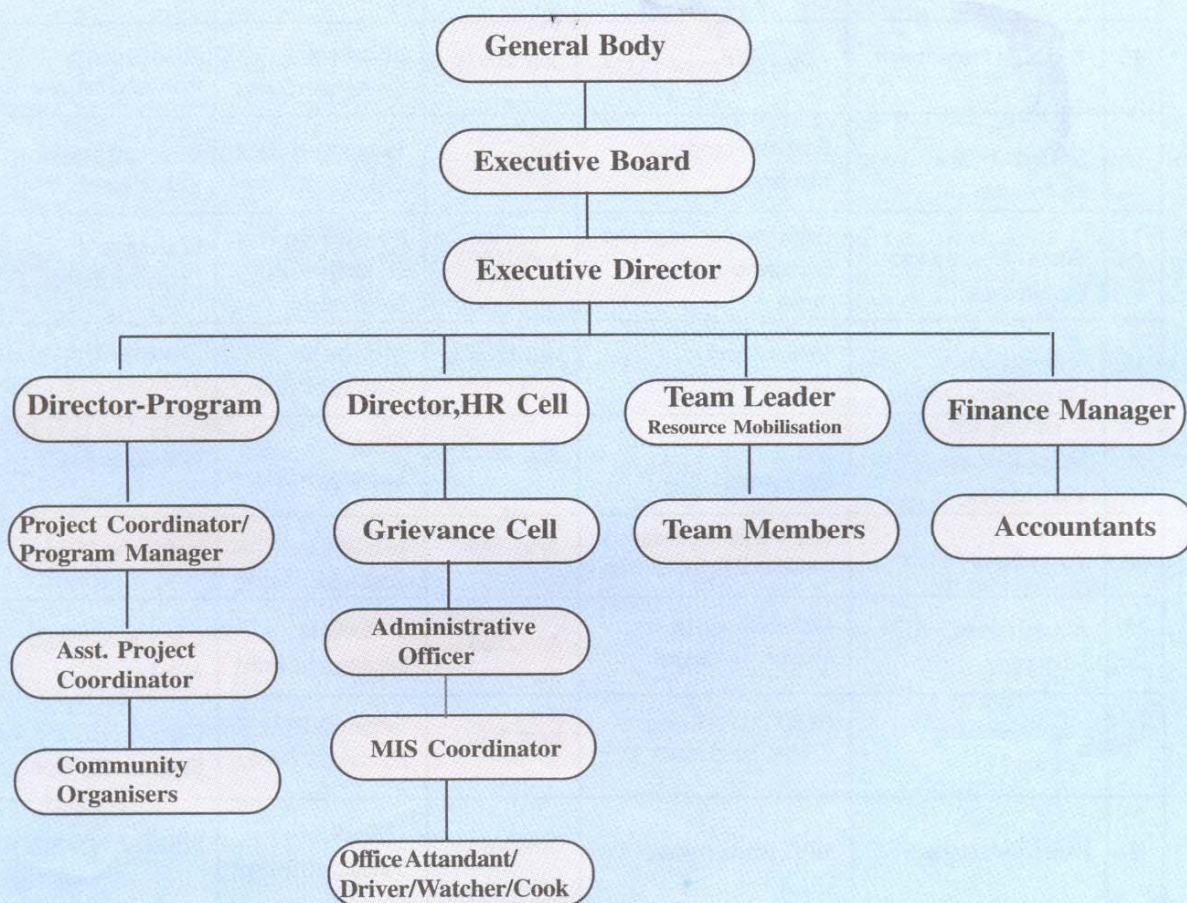 General Body
Executive Board
Executive Director
Director-Program
Director,HR Cell
Team Leader
Resource Mobilisation
Finance Manager
Project Coordinator/
Program Manager
Grievance Cell
Team Members
Accountants
Asst. Project
Coordinator
Administrative
Officer
Community
Organisers
MIS Coordinator
Office Attandant/
Driver/Watcher/Cook